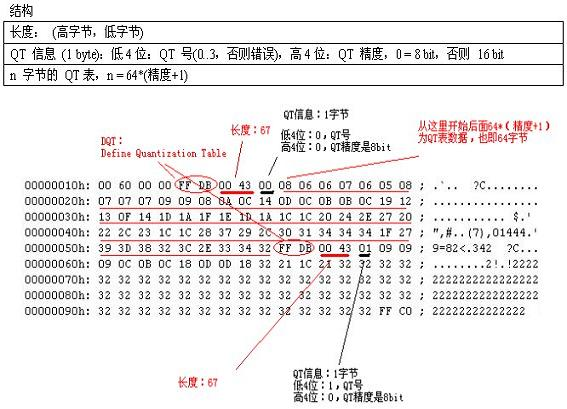 结构
长度: (高字节，低字节)
QT 信息 (1 byte): 低4 位: QT 号(0..3, 否则错误), 高 4 位: QT 精度, 0 = 8 bit, 否则 16 bit
n 字节的 QT 表, n = 64*(精度+1)
QT信息：1字节
低4位：0，QT号
高4位：0，QT精度是8bit
从这里开始后面64*（精度+1）
为QT表数据，也即64字节
长度：67
DQT：
Define Quantization Table
00000010h: 00 60 00 00 FF DB 00 43 00 08 06 06 07 06 05 08 ; .`.. ?C........
00000020h: 07 07 07 09 09 08 0A 0C 14 0D 0C 0B 0B 0C 19 12 ; ................
00000030h: 13 0F 14 1D 1A 1F 1E 1D 1A 1C 1C 20 24 2E 27 20 ; ........... $.'
00000040h: 22 2C 23 1C 1C 28 37 29 2C 30 31 34 34 34 1F 27 ; ",#..(7),01444.'
00000050h: 39 3D 38 32 3C 2E 33 34 32 FF DB 00 43 01 09 09 ; 9=82<.342 ?C...
00000060h: 09 0C 0B 0C 18 0D 0D 18 32 21 1C 21 32 32 32 32 ; ........2!.!2222
00000070h: 32 32 32 32 32 32 32 32 32 32 32 32 32 32 32 32 ; 2222222222222222
00000080h: 32 32 32 32 32 32 32 32 32 32 32 32 32 32 32 32 ; 2222222222222222
00000090h: 32 32 32 32 32 32 32 32 32 32 32 32 32 32 FF C0 ; 22222222222222
长度：67
QT信息：1字节
低4位：1，QT号
高4位：0，QT精度是8bit